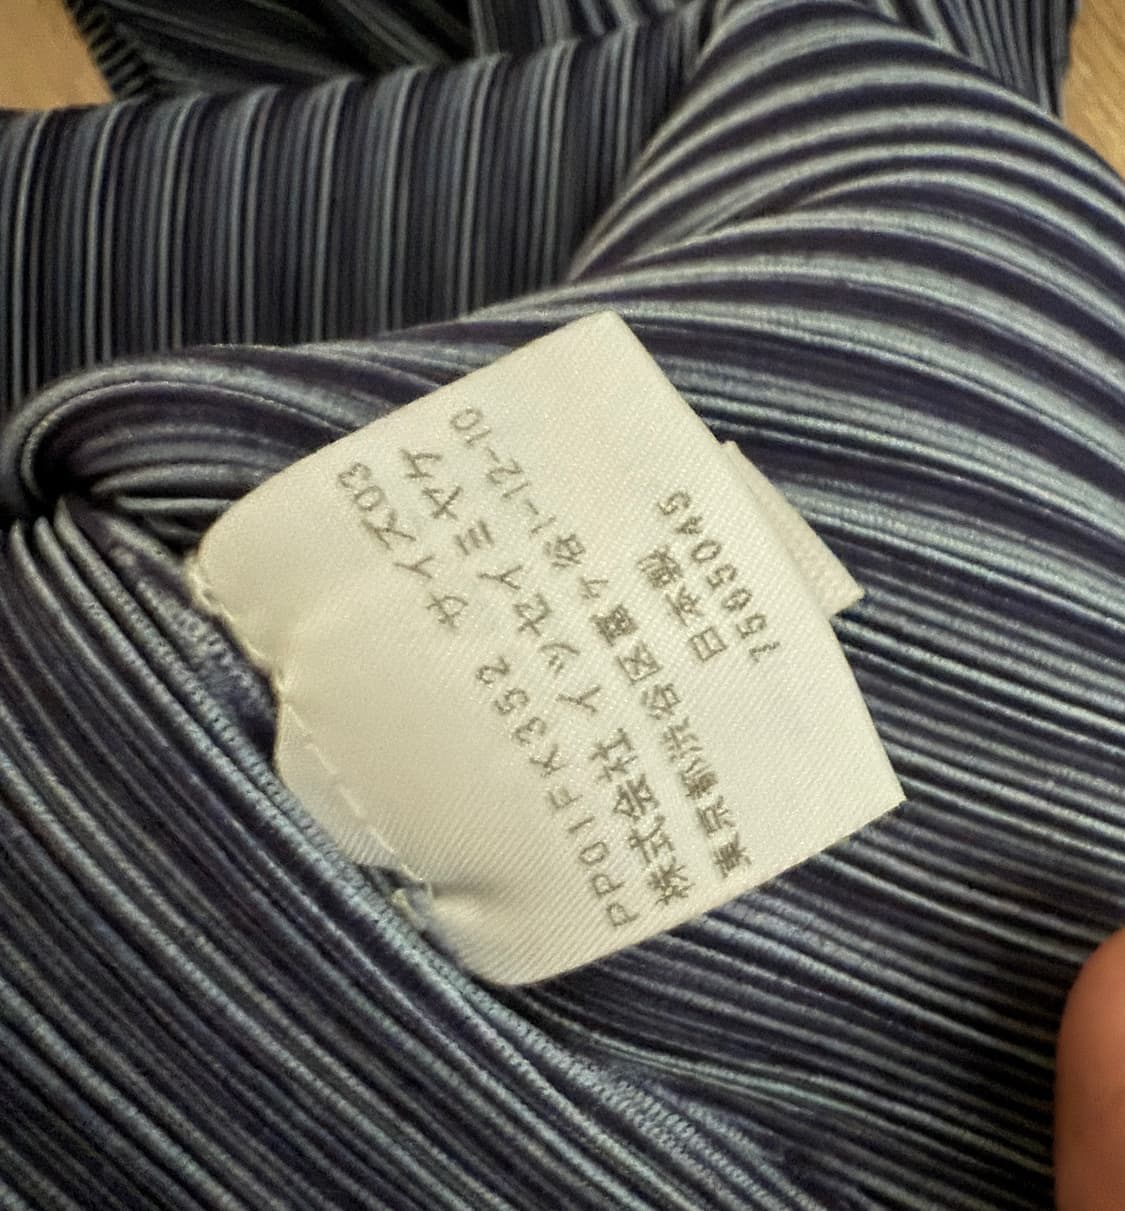 PP01FK352 サイズ03
株式会社 イッセイミヤケ
東京都渋谷区富ヶ谷1-12-10
日本製
7565045